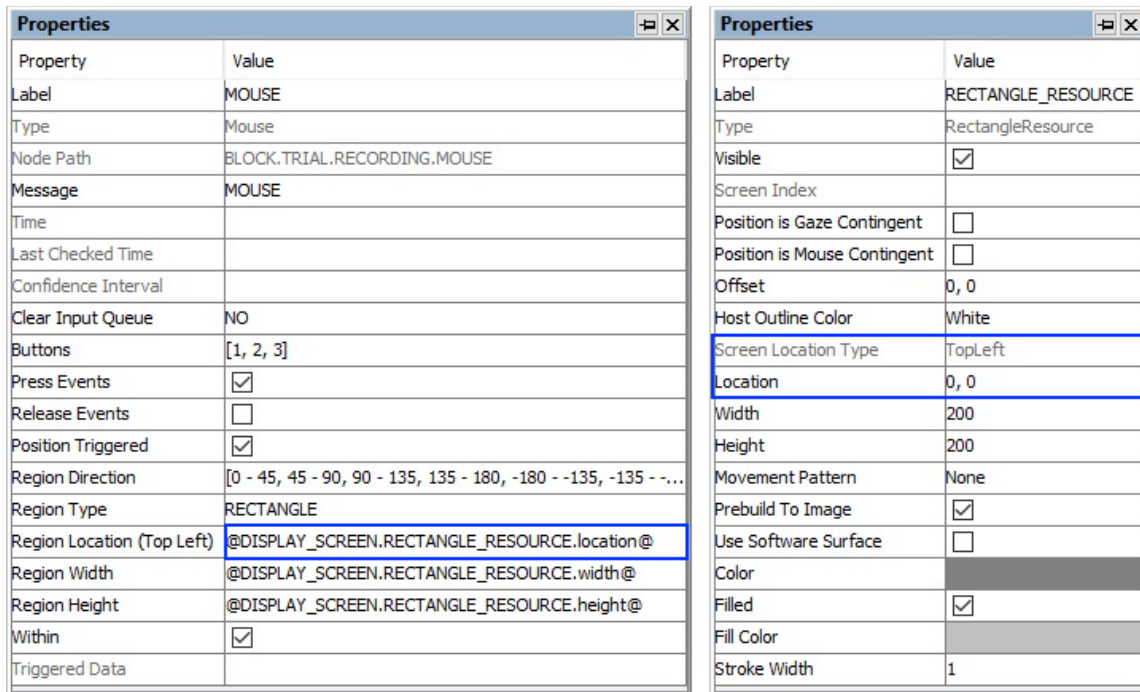 Properties
Property Value
Label MOUSE
Type Mouse
Node Path BLOCK.TRIAL.RECORDING.MOUSE
Message MOUSE
Time
Last Checked Time
Confidence Interval
Clear Input Queue NO
Buttons [1, 2, 3]
Press Events
Release Events
Position Triggered
Region Direction [0 - 45, 45 - 90, 90 - 135, 135 - 180, -180 - -135, -135 - -...
Region Type RECTANGLE
Region Location (Top Left) @DISPLAY_SCREEN.RECTANGLE_RESOURCE.location@
Region Width @DISPLAY_SCREEN.RECTANGLE_RESOURCE.width@
Region Height @DISPLAY_SCREEN.RECTANGLE_RESOURCE.height@
Within
Triggered Data
Properties
Property Value
Label RECTANGLE_RESOURCE
Type RectangleResource
Visible
Screen Index
Position is Gaze Contingent
Position is Mouse Contingent
Offset 0, 0
Host Outline Color White
Screen Location Type TopLeft
Location 0, 0
Width 200
Height 200
Movement Pattern None
Prebuild To Image
Use Software Surface
Color
Filled
Fill Color
Stroke Width 1